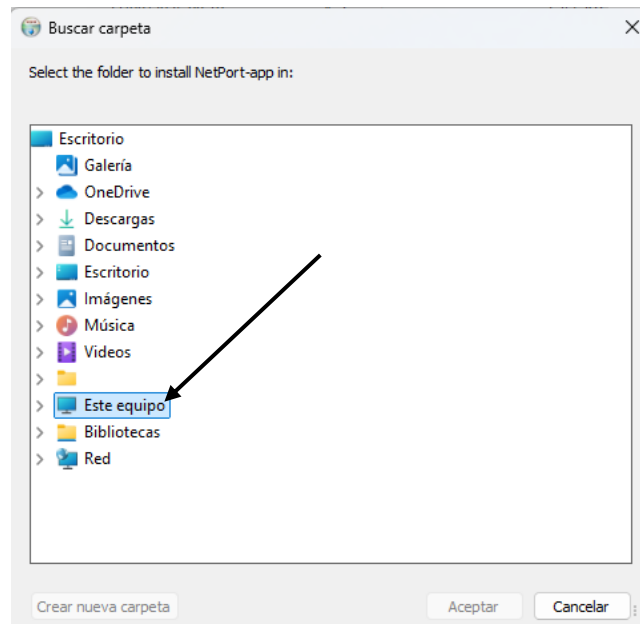 Buscar carpeta
Select the folder to install NetPort-app in:
Escritorio
Galería
OneDrive
Descargas
Documentos
Escritorio
Imágenes
Música
Videos
Este equipo
Bibliotecas
Red
Crear nueva carpeta
Aceptar
Cancelar